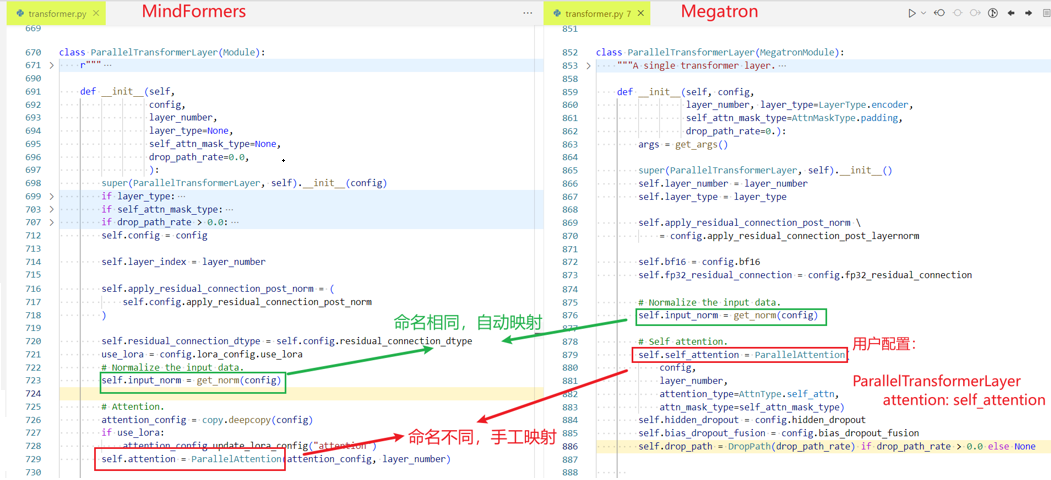 transformer.py
MindFormers
669
670 class ParallelTransformerLayer(Module):
671 r"""
690
691 def __init__(self,
692 config,
693 layer_number,
694 layer_type=None,
695 self_attn_mask_type=None,
696 drop_path_rate=0.0,
697 ):
698 super(ParallelTransformerLayer, self).__init__(config)
699 if layer_type:
703 if self_attn_mask_type:
707 if drop_path_rate > 0.0:
712 self.config = config
713
714 self.layer_index = layer_number
715
716 self.apply_residual_connection_post_norm = (
717 self.config.apply_residual_connection_post_norm
718 )
719
720 self.residual_connection_dtype = self.config.residual_connection_dtype
721 use_lora = config.lora_config.use_lora
722 # Normalize the input data.
723 self.input_norm = get_norm(config)
724
725 # Attention.
726 attention_config = copy.deepcopy(config)
727 if use_lora:
728 attention_config.update_lora_config("attention")
729 self.attention = ParallelAttention(attention_config, layer_number)
730
命名相同，自动映射
命名不同，手工映射
transformer.py 7
Megatron
851
852 class ParallelTransformerLayer(MegatronModule):
853 """A single transformer layer.
858
859 def __init__(self, config,
860 layer_number, layer_type=LayerType.encoder,
861 self_attn_mask_type=AttnMaskType.padding,
862 drop_path_rate=0.):
863 args = get_args()
864
865 super(ParallelTransformerLayer, self).__init__()
866 self.layer_number = layer_number
867 self.layer_type = layer_type
868
869 self.apply_residual_connection_post_norm \
870 = config.apply_residual_connection_post_layernorm
871
872 self.bf16 = config.bf16
873 self.fp32_residual_connection = config.fp32_residual_connection
874
875 # Normalize the input data.
876 self.input_norm = get_norm(config)
877
878 # Self attention.
879 self.self_attention = ParallelAttention(
880 config,
881 layer_number,
882 attention_type=AttnType.self_attn,
883 attn_mask_type=self_attn_mask_type)
884 self.hidden_dropout = config.hidden_dropout
885 self.bias_dropout_fusion = config.bias_dropout_fusion
886 self.drop_path = DropPath(drop_path_rate) if drop_path_rate > 0.0 else None
887
888
用户配置：
ParallelTransformerLayer
attention: self_attention